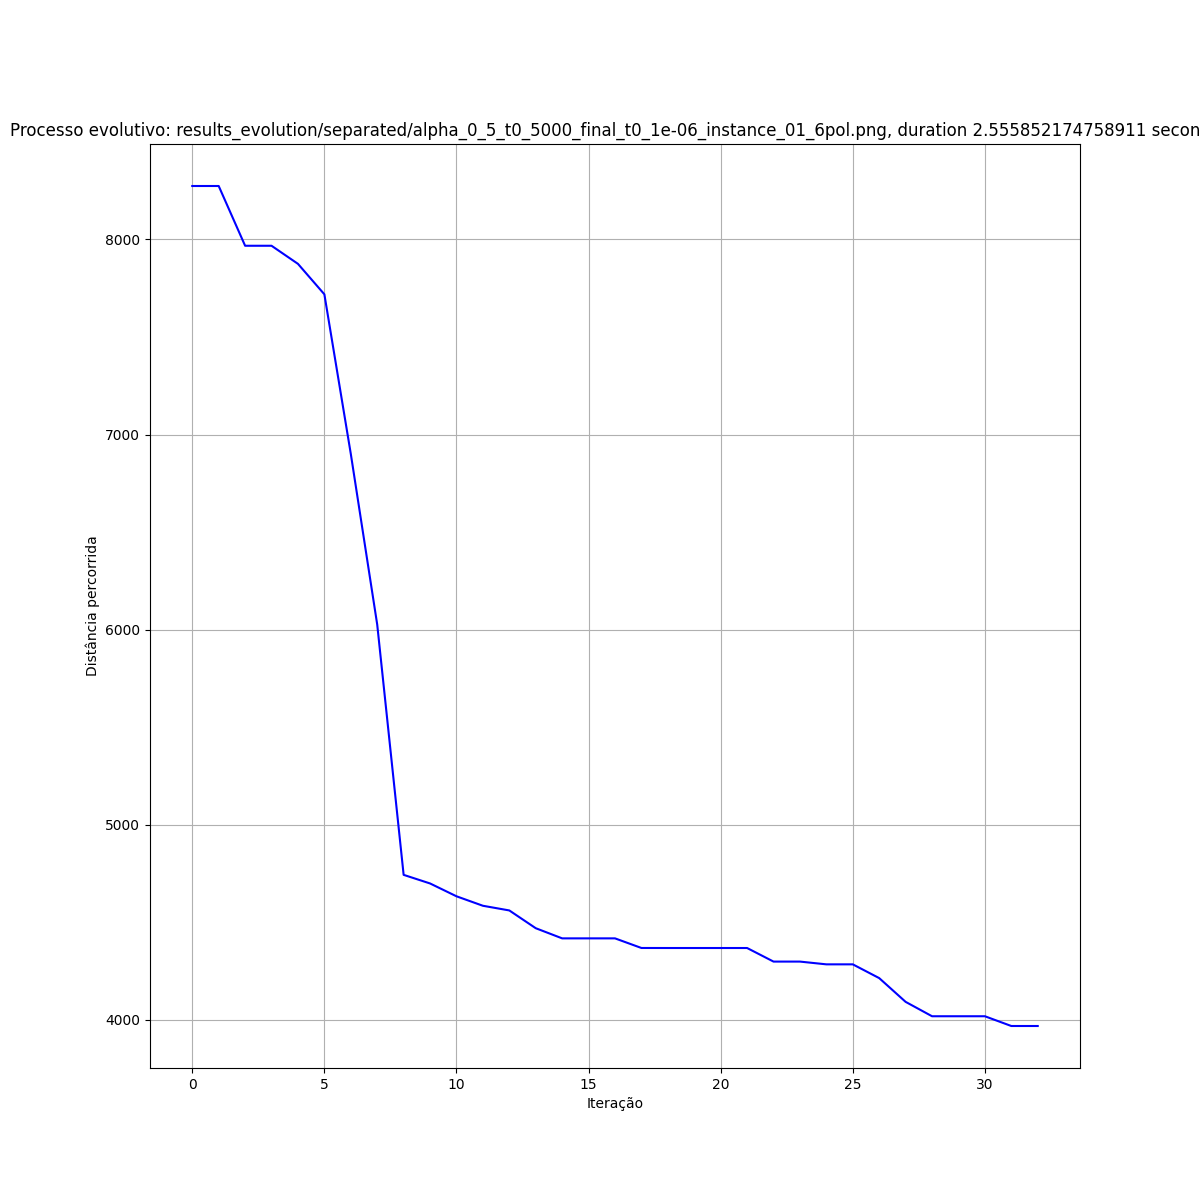 Processo evolutivo: results_evolution/separated/alpha_0_5_t0_5000_final_t0_1e-06_instance_01_6pol.png, duration 2.555852174758911 secon
8000
7000
6000
5000
4000
Distância percorrida
0 5 10 15 20 25 30
Iteração